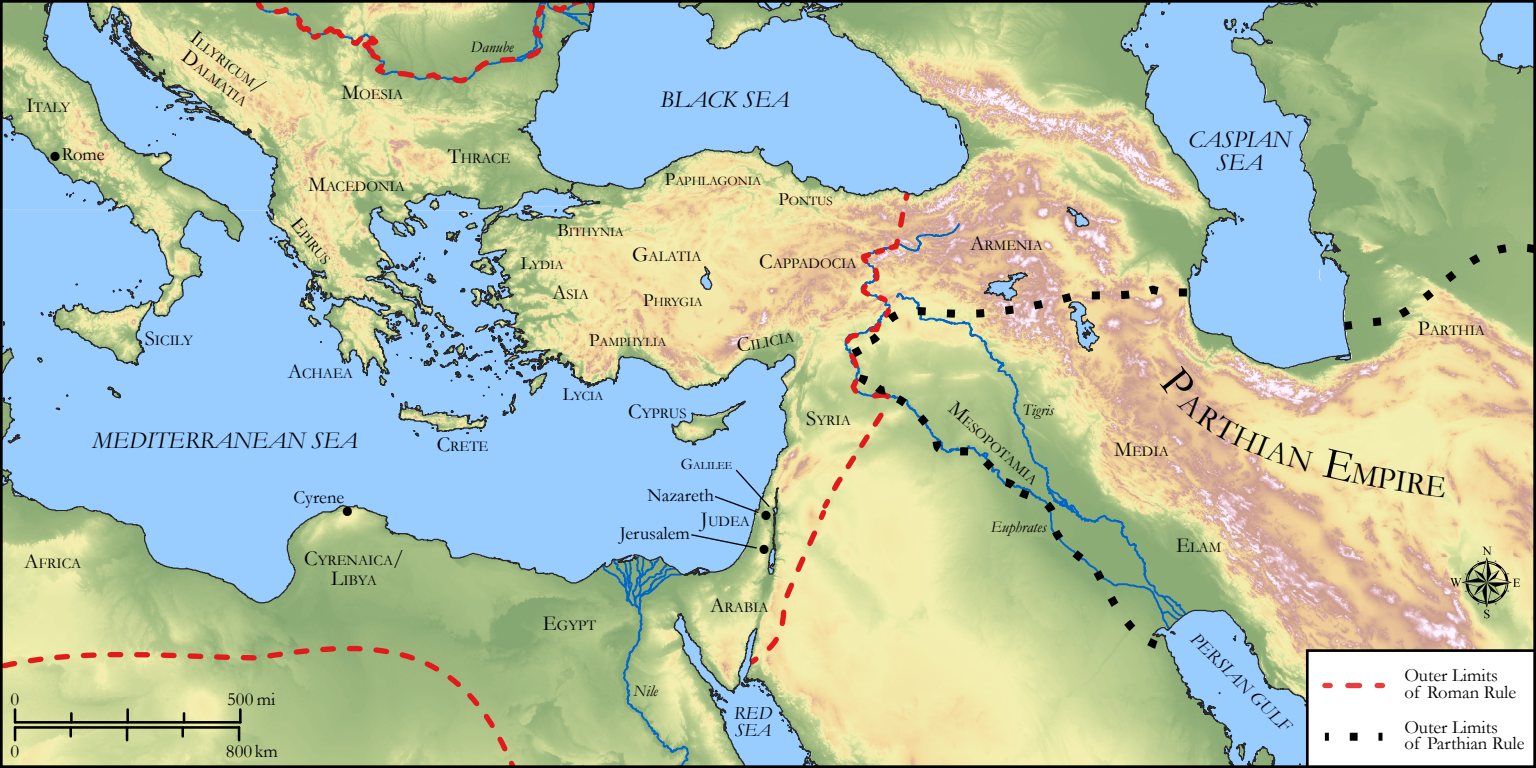 Danube
ILLYRICUM/
DALMATIA
MOESIA
BLACK SEA
ITALY
Rome
THRACE
CASPIAN
SEA
MACEDONIA
PAPHLAGONIA
PONTUS
EPIRUS
BITHYNIA
GALATIA
CAPPADOCIA
ARMENIA
LYDIA
ASIA
PHRYGIA
SICILY
PAMPHYLIA
CILICIA
PARTHIA
ACHAEA
LYCIA
CYPRUS
SYRIA
MESOPOTAMIA
Tigris
PARTHIAN EMPIRE
MEDITERRANEAN SEA
CRETE
MEDIA
GALILEE
Nazareth
Cyrene
JUDEA
Jerusalem
Euphrates
AFRICA
CYRENAICA/
LIBYA
ELAM
N
W E
S
ARABIA
EGYPT
PERSIAN GULF
Nile
RED
SEA
0 500 mi
0 800 km
Outer Limits
of Roman Rule
Outer Limits
of Parthian Rule